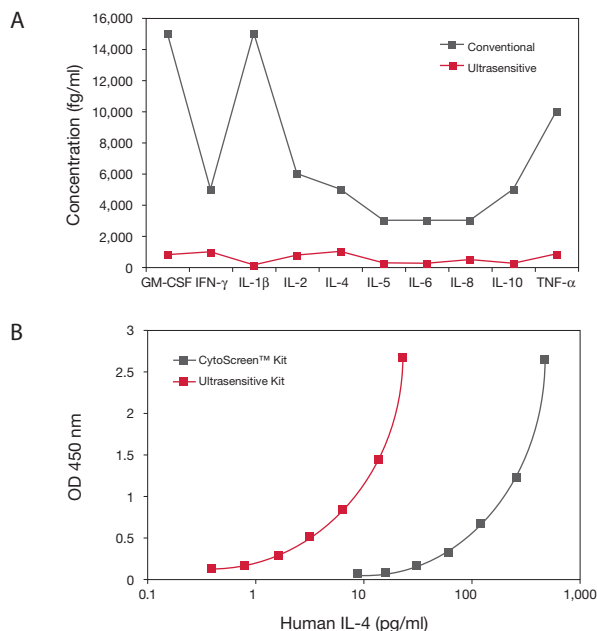 A
16,000
14,000
12,000
10,000
8,000
6,000
4,000
2,000
0
Concentration (fg/ml)
Conventional
Ultrasensitive
GM-CSF IFN-γ IL-1β IL-2 IL-4 IL-5 IL-6 IL-8 IL-10 TNF-α
B
3
2.5
2
1.5
1
0.5
0
OD 450 nm
CytoScreen™ Kit
Ultrasensitive Kit
0.1 1 10 100 1,000
Human IL-4 (pg/ml)